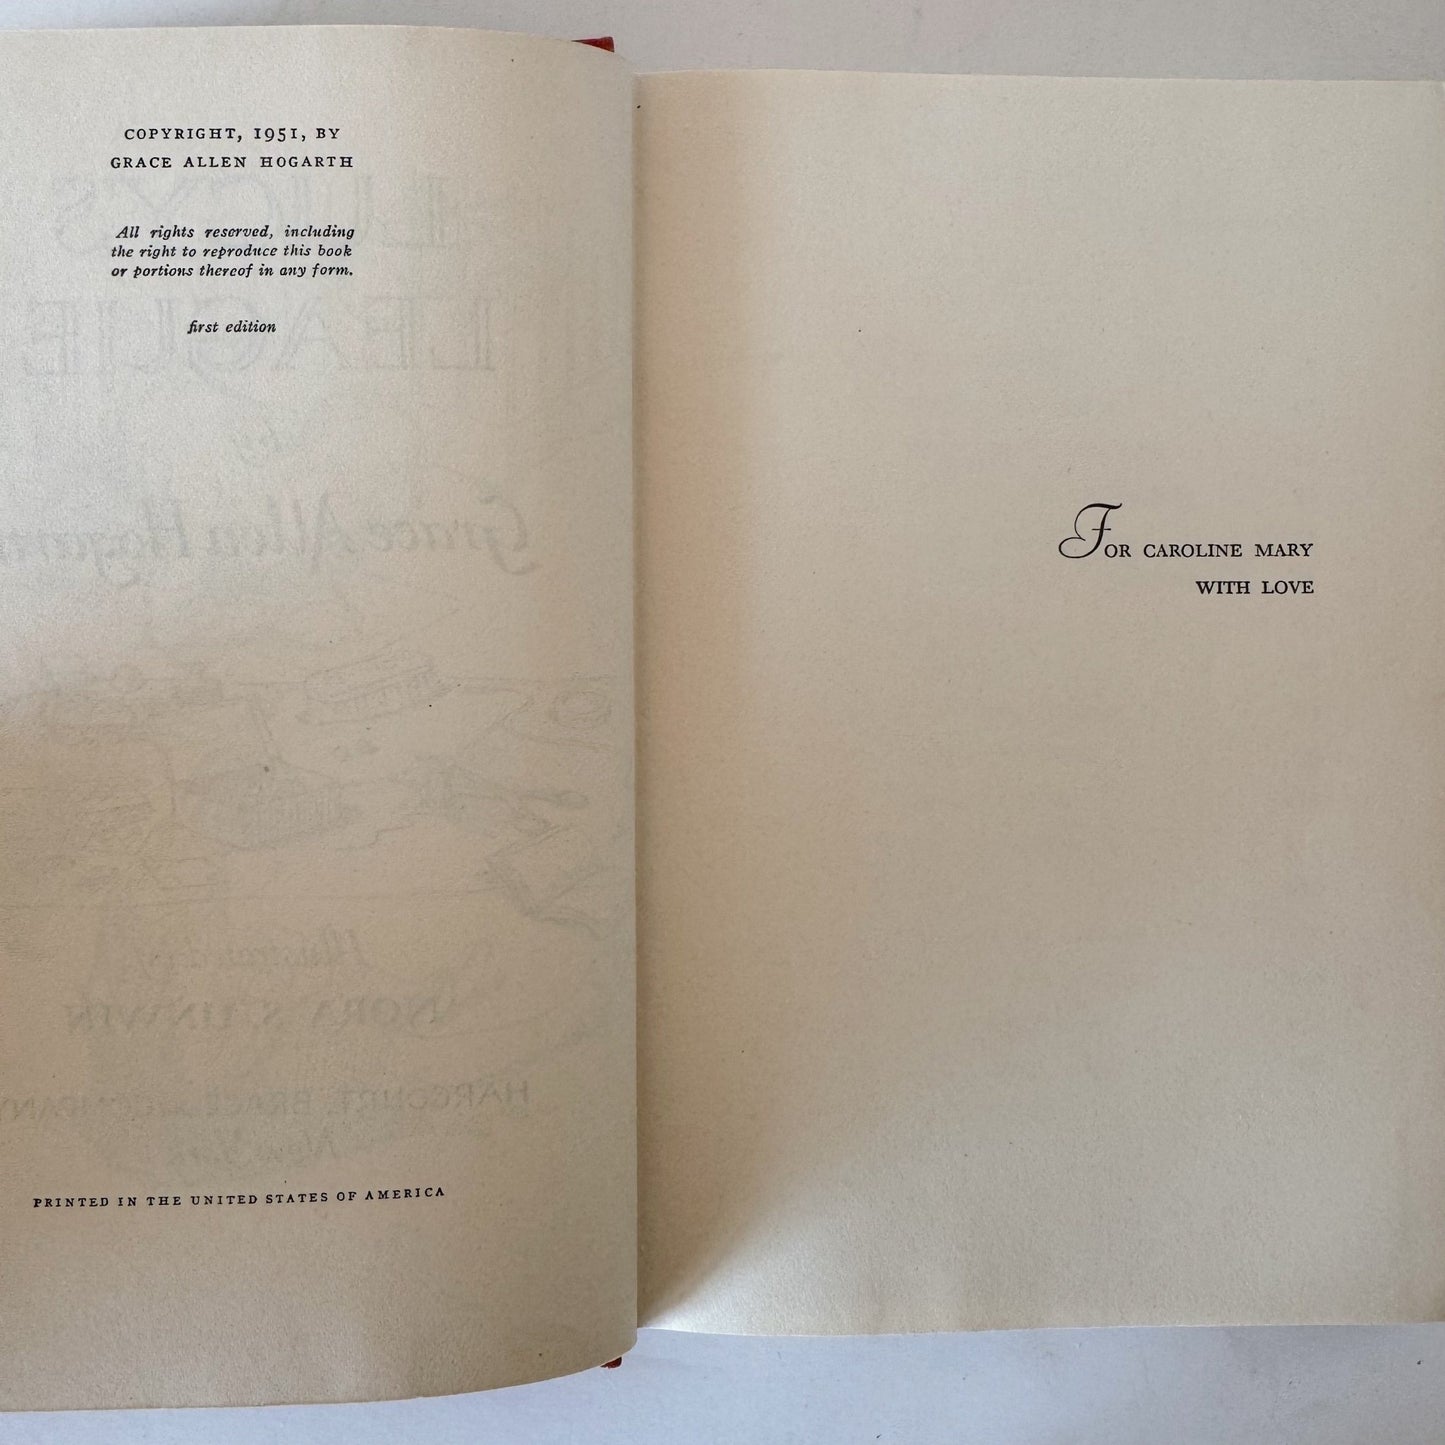 COPYRIGHT, 1951, BY
GRACE ALLEN HOGARTH
All rights reserved, including
the right to reproduce this book
or portions thereof in any form.
first edition
PRINTED IN THE UNITED STATES OF AMERICA
FOR CAROLINE MARY
WITH LOVE